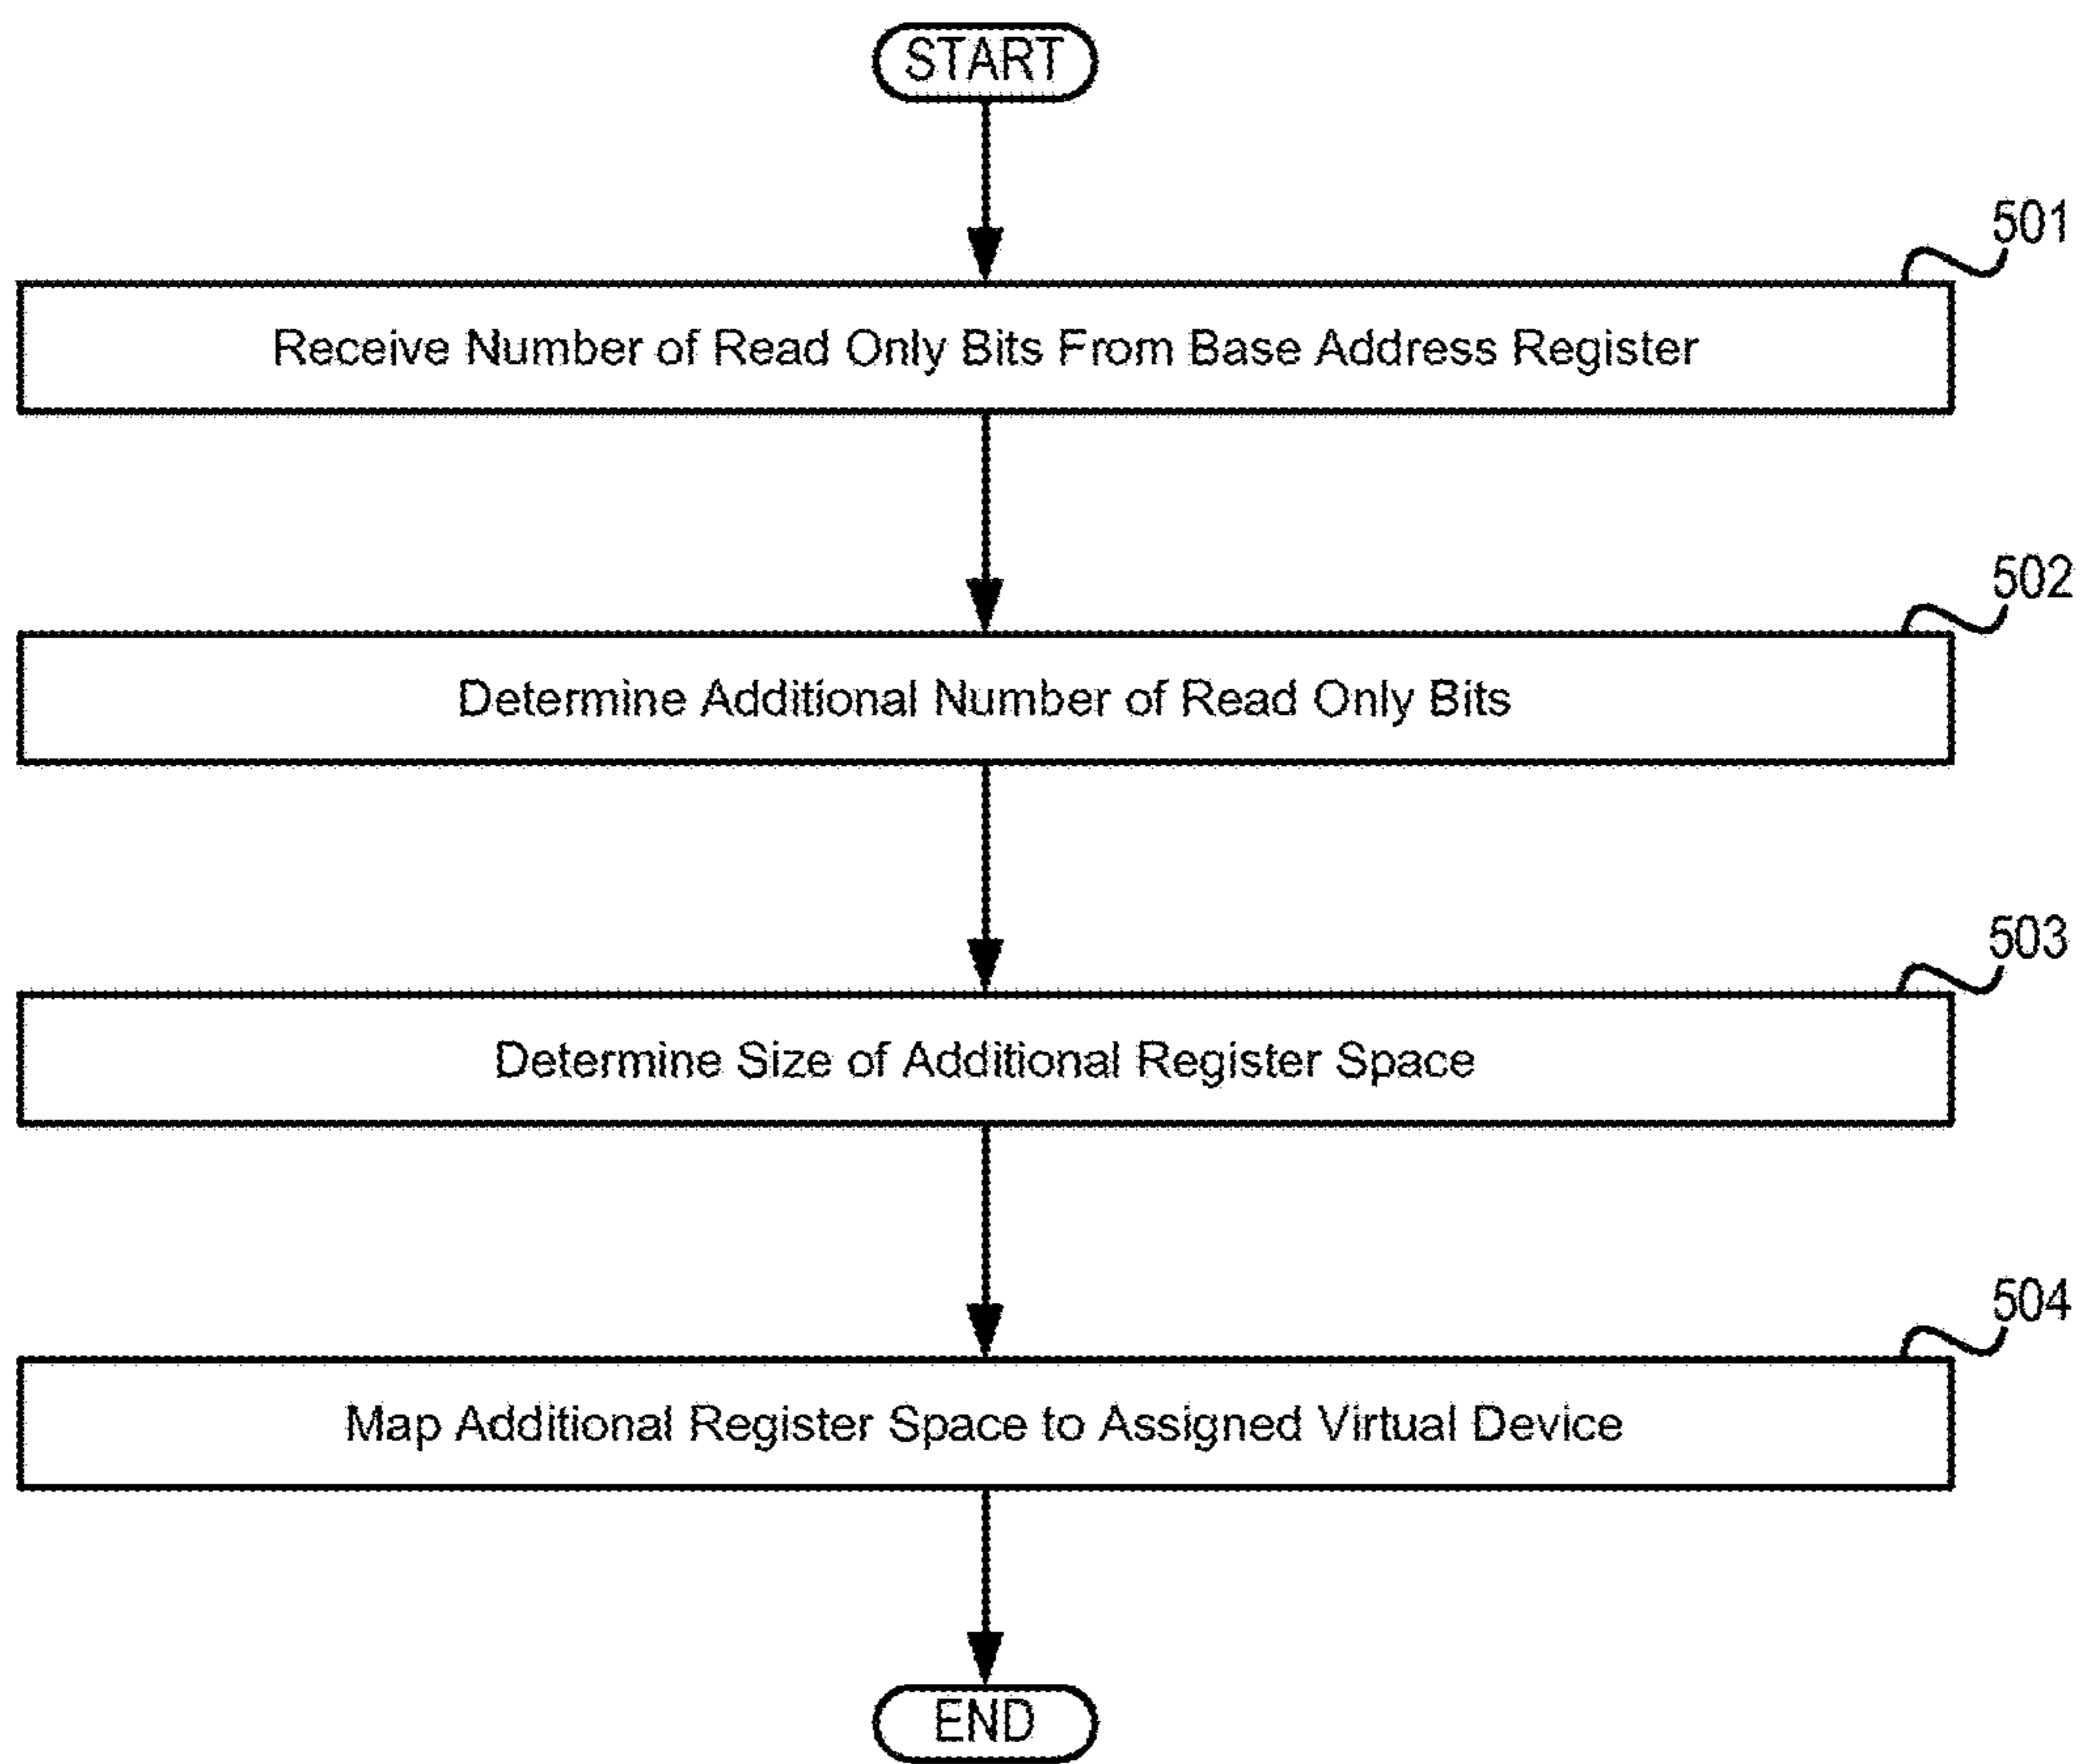 START
501
Receive Number of Read Only Bits From Base Address Register
502
Determine Additional Number of Read Only Bits
503
Determine Size of Additional Register Space
504
Map Additional Register Space to Assigned Virtual Device
END